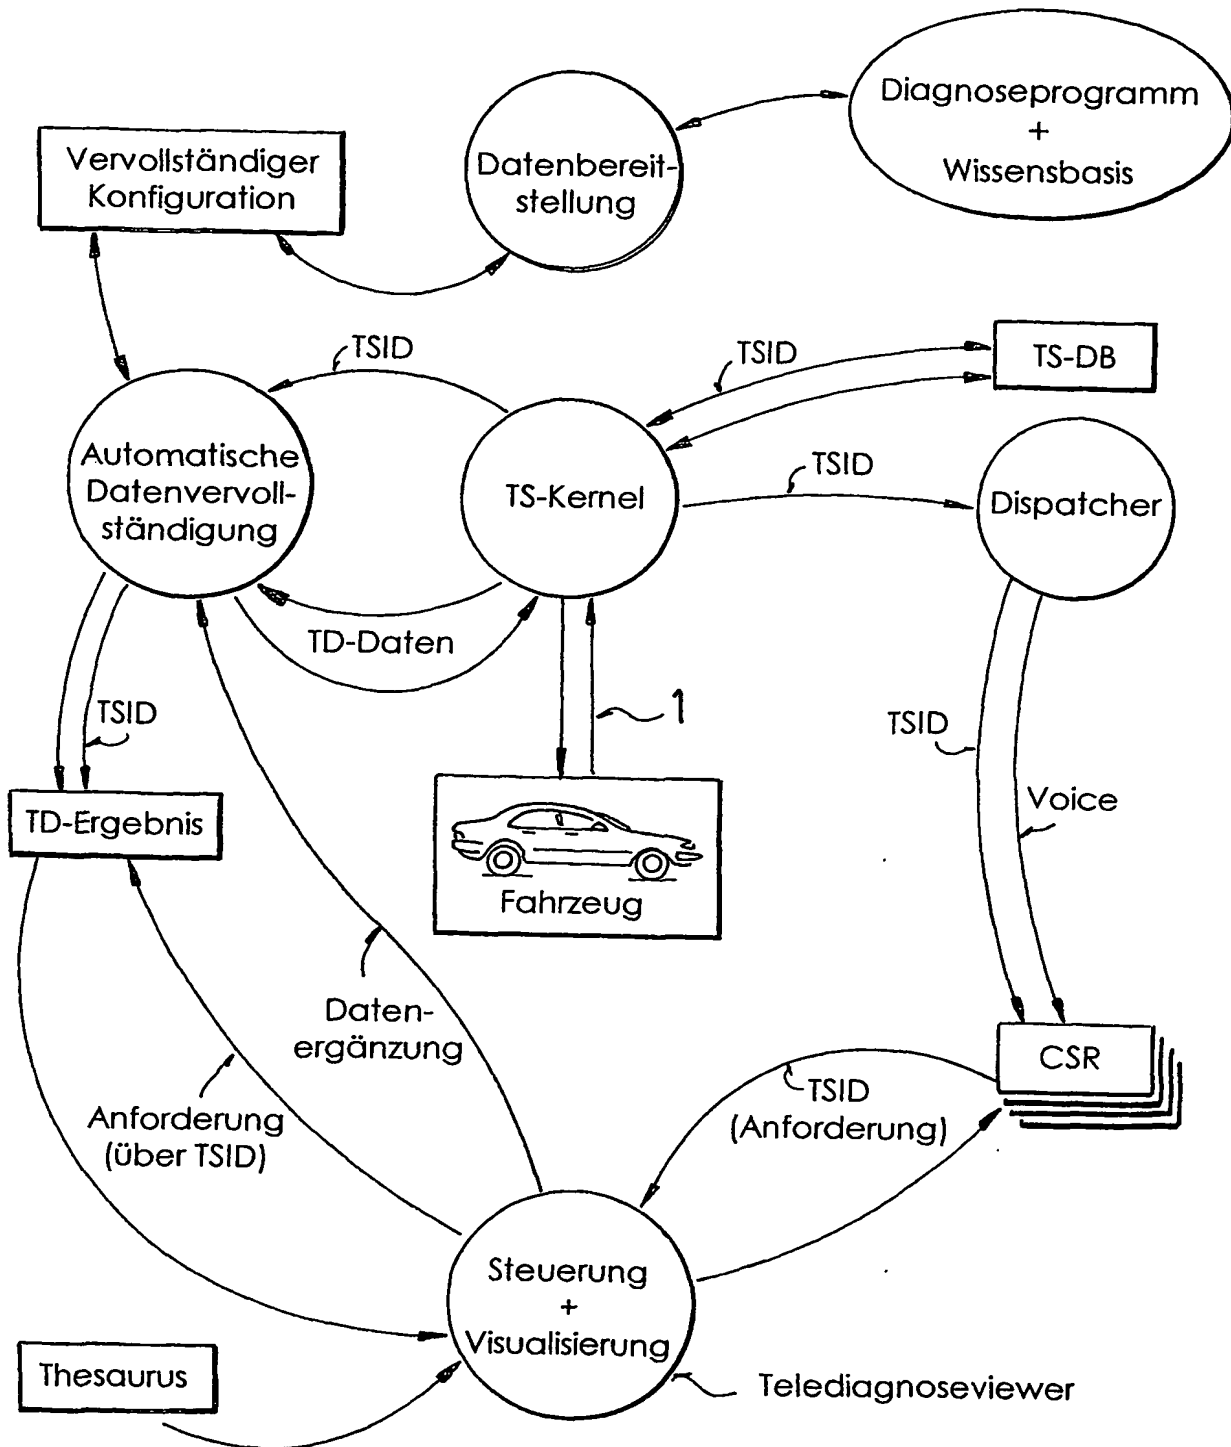 Diagnoseprogramm
+
Wissensbasis
Vervollständiger
Konfiguration
Datenbereit-
stellung
TSID
TSID
TS-DB
Automatische
Datenvervoll-
ständigung
TS-Kernel
TSID
Dispatcher
TD-Daten
TSID
1
TSID
Voice
TD-Ergebnis
Fahrzeug
Daten-
ergänzung
CSR
Anforderung
(über TSID)
TSID
(Anforderung)
Steuerung
+
Visualisierung
Thesaurus
Telediagnoseviewer